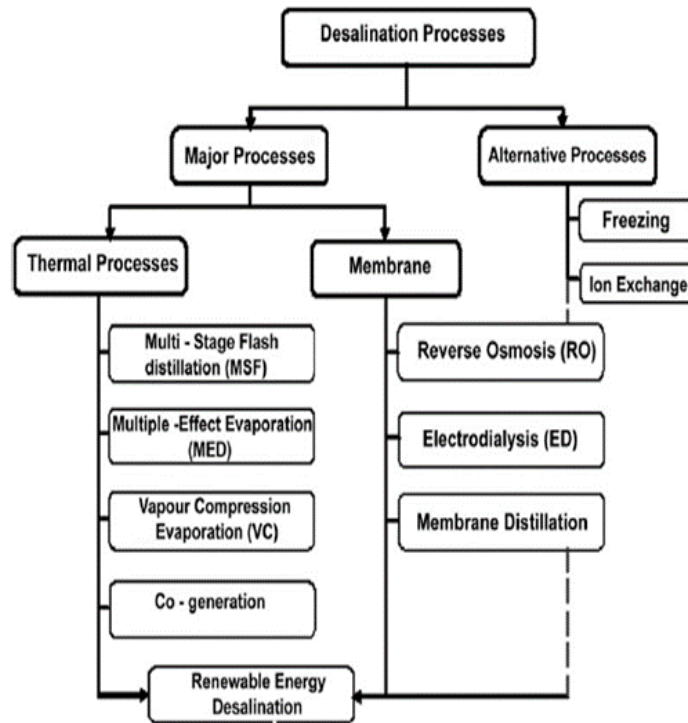 Desalination Processes
Major Processes
Alternative Processes
Thermal Processes
Membrane
Freezing
Ion Exchange
Multi - Stage Flash
distillation (MSF)
Multiple -Effect Evaporation
(MED)
Vapour Compression
Evaporation (VC)
Co - generation
Reverse Osmosis (RO)
Electrodialysis (ED)
Membrane Distillation
Renewable Energy
Desalination